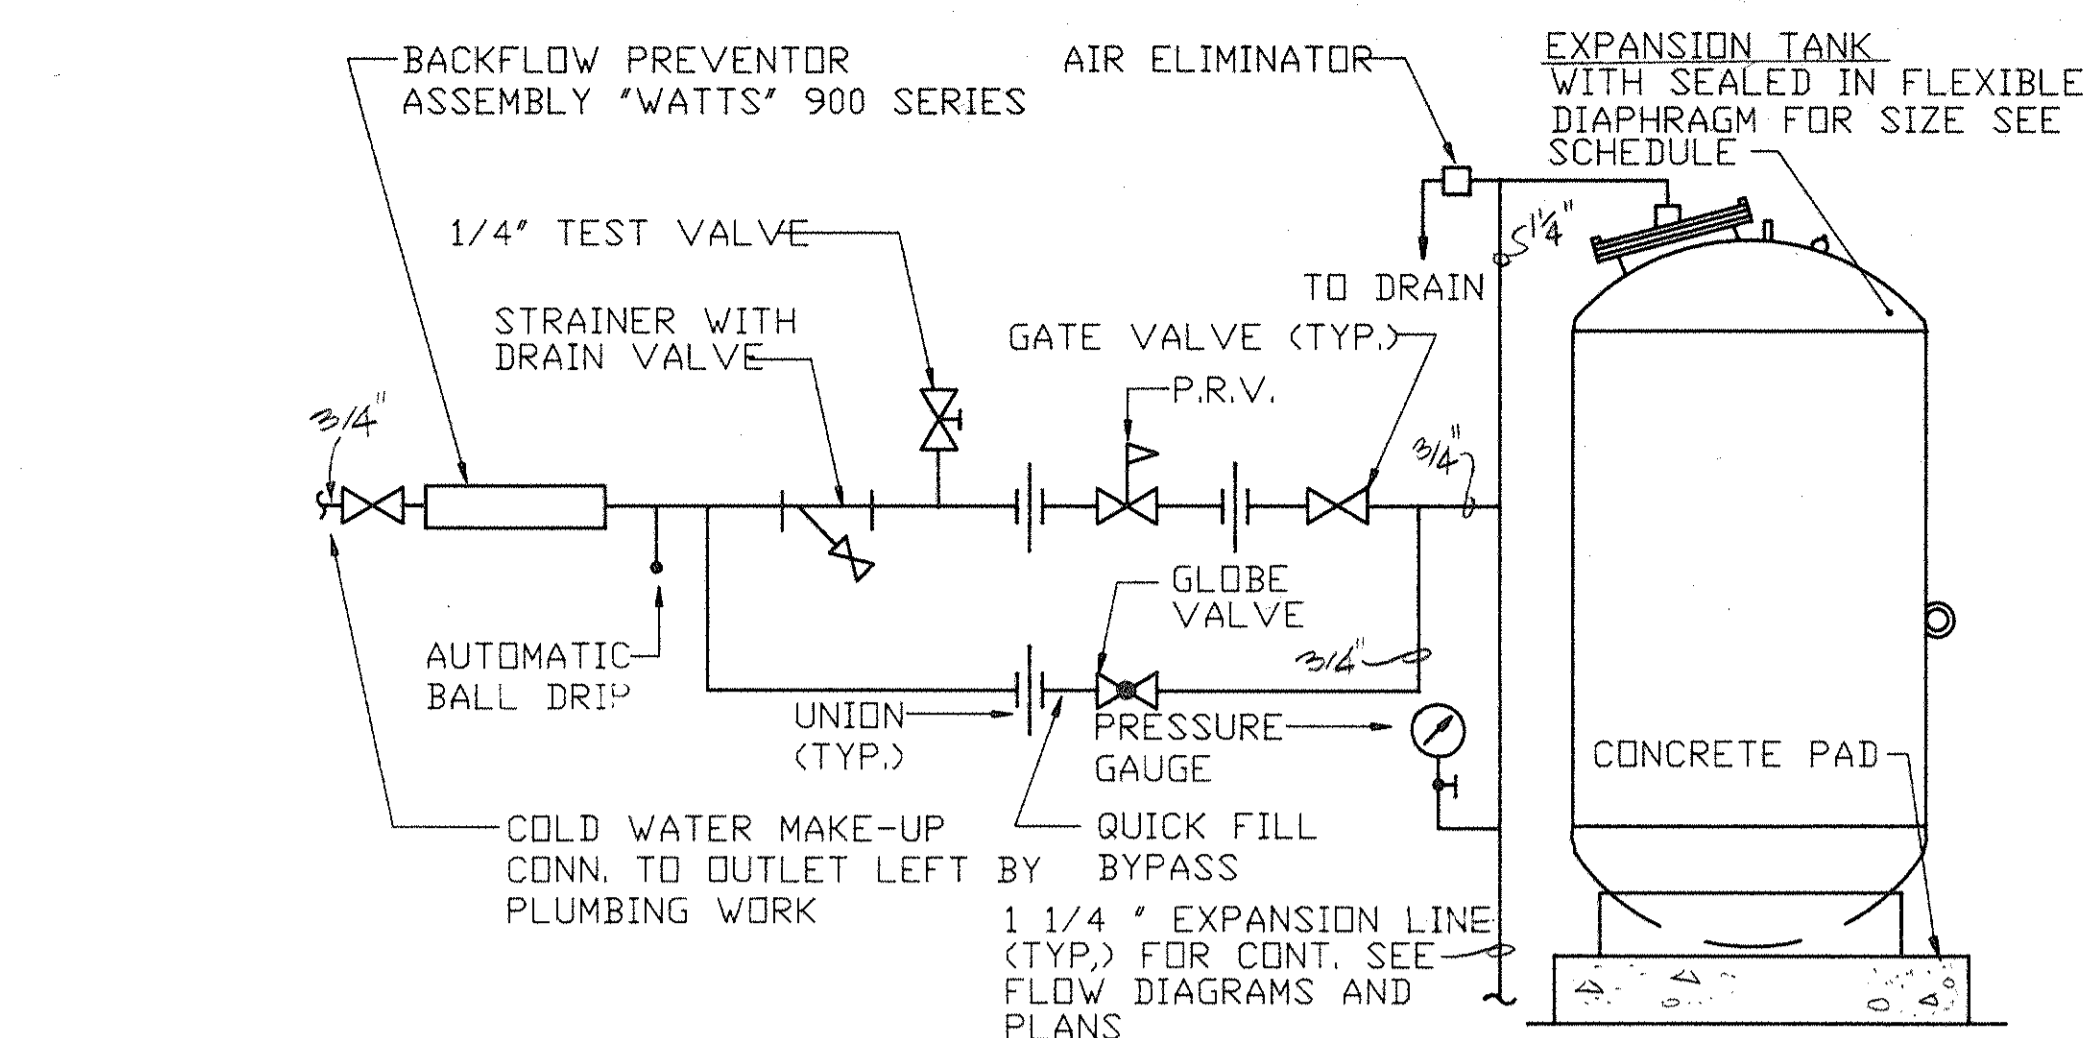 BACKFLOW PREVENTOR
ASSEMBLY "WATTS" 900 SERIES
AIR ELIMINATOR
EXPANSION TANK
WITH SEALED IN FLEXIBLE
DIAPHRAGM FOR SIZE SEE
SCHEDULE
1/4" TEST VALVE
1 1/4"
TO DRAIN
STRAINER WITH
DRAIN VALVE
GATE VALVE (TYP.)
P.R.V.
3/4"
3/4"
GLOBE
VALVE
3/4"
AUTOMATIC
BALL DRIP
UNION
(TYP.)
PRESSURE
GAUGE
CONCRETE PAD
COLD WATER MAKE-UP
CONN. TO OUTLET LEFT BY
PLUMBING WORK
QUICK FILL
BYPASS
1 1/4 " EXPANSION LINE
(TYP,) FOR CONT. SEE
FLOW DIAGRAMS AND
PLANS